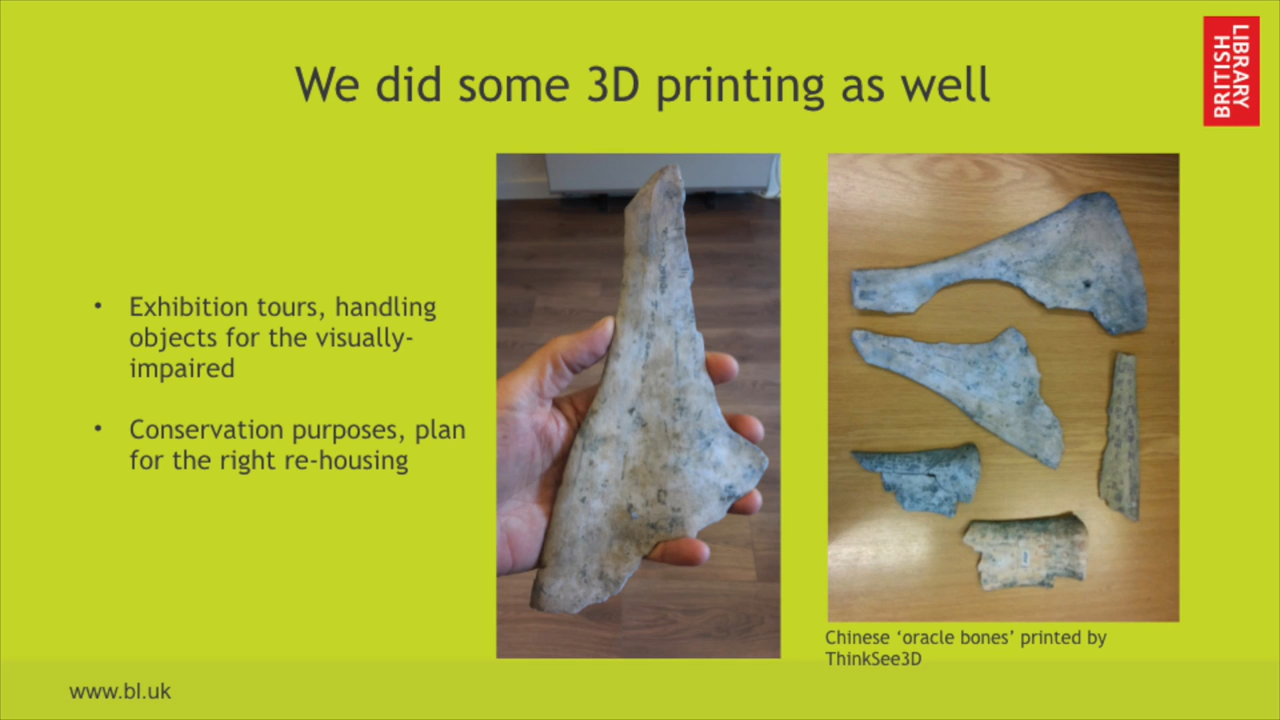 We did some 3D printing as well
LIBRARY
BRITISH
• Exhibition tours, handling
objects for the visually-
impaired
• Conservation purposes, plan
for the right re-housing
Chinese ‘oracle bones’ printed by
ThinkSee3D
www.bl.uk